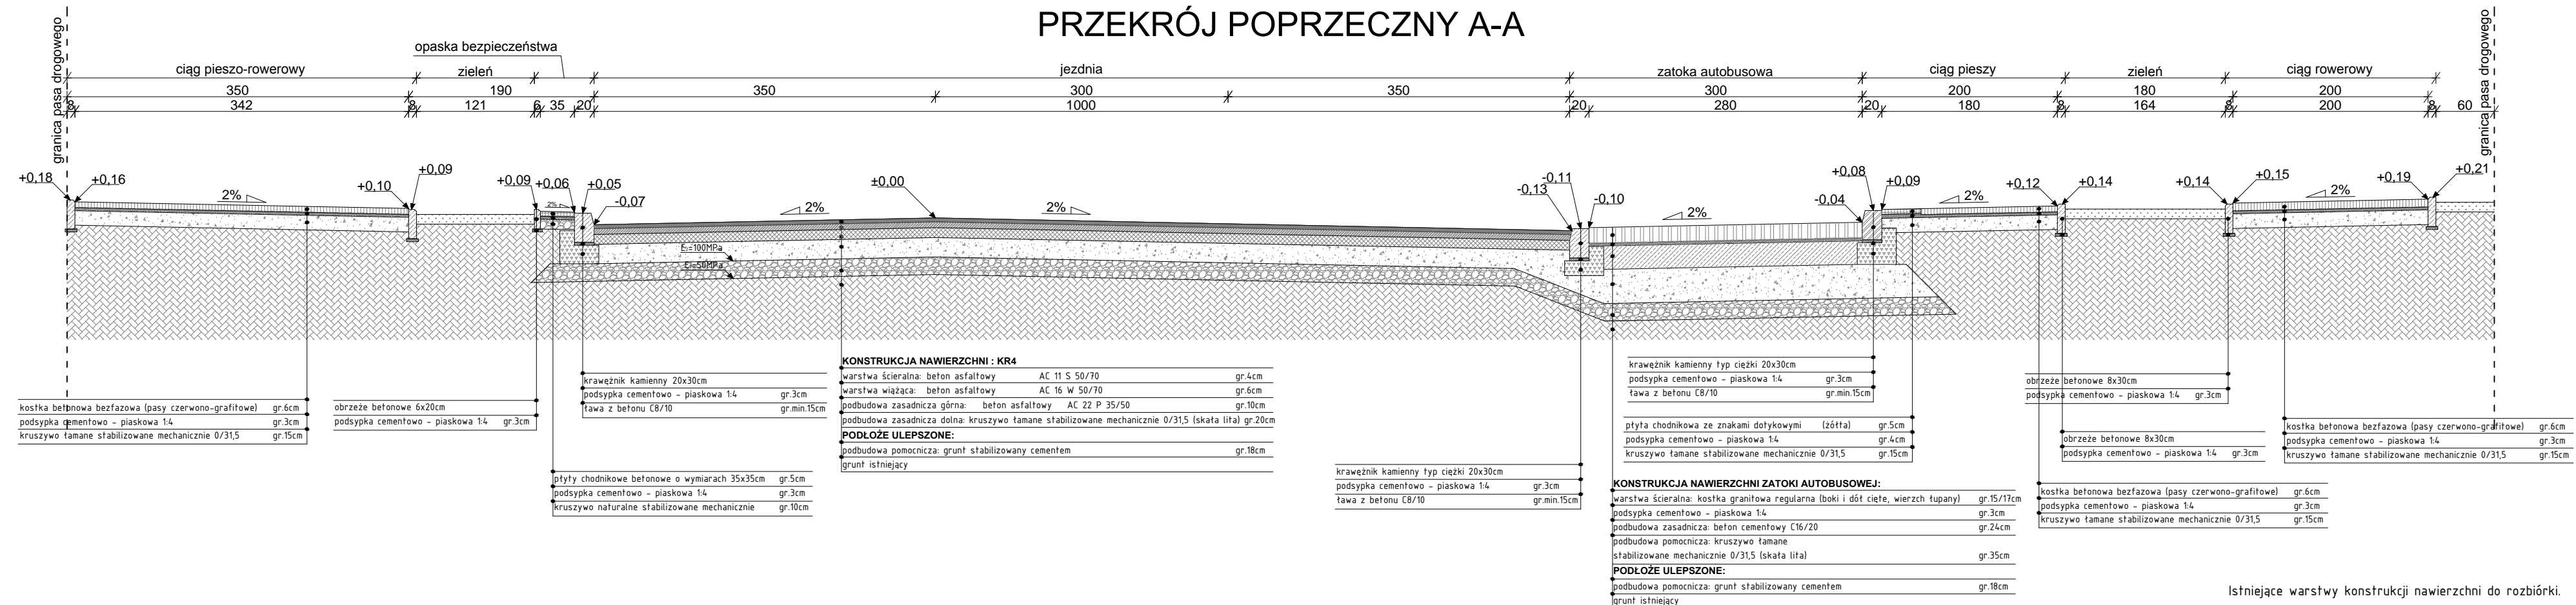 PRZEKRÓJ POPRZECZNY A-A
granica pasa drogowego
opaska bezpieczeństwa
granica pasa drogowego
ciąg pieszo-rowerowy zieleń jezdnia zatoka autobusowa ciąg pieszy zieleń ciąg rowerowy
350 190 350 300 350 300 200 180 200
8 342 8 121 6 35 20 1000 20 280 20 180 8 164 8 200 8 60
+0,18 +0,16 2% +0,10 +0,09 +0,09 +0,06 +0,05 -0,07 2% ±0,00 2% 2% -0,13 -0,11 -0,10 2% -0,04 +0,08 +0,09 2% +0,12 +0,14 +0,14 +0,15 2% +0,19 +0,21
=100MPa
=50MPa
kostka betonowa bezfazowa (pasy czerwono-grafitowe) gr.6cm
podsypka cementowo - piaskowa 1:4 gr.3cm
kruszywo łamane stabilizowane mechanicznie 0/31,5 gr.15cm
obrzeże betonowe 6x20cm
podsypka cementowo - piaskowa 1:4 gr.3cm
krawężnik kamienny 20x30cm
podsypka cementowo - piaskowa 1:4 gr.3cm
ława z betonu C8/10 gr.min.15cm
płyty chodnikowe betonowe o wymiarach 35x35cm gr.5cm
podsypka cementowo - piaskowa 1:4 gr.3cm
kruszywo naturalne stabilizowane mechanicznie gr.10cm
KONSTRUKCJA NAWIERZCHNI : KR4
warstwa ścieralna: beton asfaltowy AC 11 S 50/70 gr.4cm
warstwa wiążąca: beton asfaltowy AC 16 W 50/70 gr.6cm
podbudowa zasadnicza górna: beton asfaltowy AC 22 P 35/50 gr.10cm
podbudowa zasadnicza dolna: kruszywo łamane stabilizowane mechanicznie 0/31,5 (skała lita) gr.20cm
PODŁOŻE ULEPSZONE:
podbudowa pomocnicza: grunt stabilizowany cementem gr.18cm
grunt istniejący
krawężnik kamienny typ ciężki 20x30cm
podsypka cementowo - piaskowa 1:4 gr.3cm
ława z betonu C8/10 gr.min.15cm
krawężnik kamienny typ ciężki 20x30cm
podsypka cementowo - piaskowa 1:4 gr.3cm
ława z betonu C8/10 gr.min.15cm
płyta chodnikowa ze znakami dotykowymi (żółta) gr.5cm
podsypka cementowo - piaskowa 1:4 gr.4cm
kruszywo łamane stabilizowane mechanicznie 0/31,5 gr.15cm
KONSTRUKCJA NAWIERZCHNI ZATOKI AUTOBUSOWEJ:
warstwa ścieralna: kostka granitowa regularna (boki i dół cięte, wierzch łupany) gr.15/17cm
podsypka cementowo - piaskowa 1:4 gr.3cm
podbudowa zasadnicza: beton cementowy C16/20 gr.24cm
podbudowa pomocnicza: kruszywo łamane
stabilizowane mechanicznie 0/31,5 (skała lita) gr.35cm
PODŁOŻE ULEPSZONE:
podbudowa pomocnicza: grunt stabilizowany cementem gr.18cm
grunt istniejący
obrzeże betonowe 8x30cm
podsypka cementowo - piaskowa 1:4 gr.3cm
obrzeże betonowe 8x30cm
podsypka cementowo - piaskowa 1:4 gr.3cm
kostka betonowa bezfazowa (pasy czerwono-grafitowe) gr.6cm
podsypka cementowo - piaskowa 1:4 gr.3cm
kruszywo łamane stabilizowane mechanicznie 0/31,5 gr.15cm
kostka betonowa bezfazowa (pasy czerwono-grafitowe) gr.6cm
podsypka cementowo - piaskowa 1:4 gr.3cm
kruszywo łamane stabilizowane mechanicznie 0/31,5 gr.15cm
Istniejące warstwy konstrukcji nawierzchni do rozbiórki.